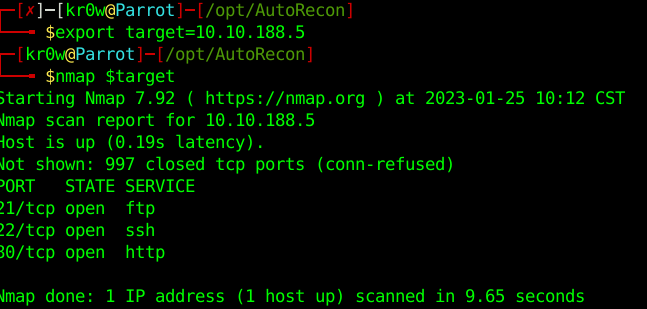 ┌─[✗]─[kr0w@Parrot]─[/opt/AutoRecon]
└──╼ $export target=10.10.188.5
┌─[kr0w@Parrot]─[/opt/AutoRecon]
└──╼ $nmap $target
Starting Nmap 7.92 ( https://nmap.org ) at 2023-01-25 10:12 CST
Nmap scan report for 10.10.188.5
Host is up (0.19s latency).
Not shown: 997 closed tcp ports (conn-refused)
PORT   STATE SERVICE
21/tcp open  ftp
22/tcp open  ssh
80/tcp open  http
Nmap done: 1 IP address (1 host up) scanned in 9.65 seconds